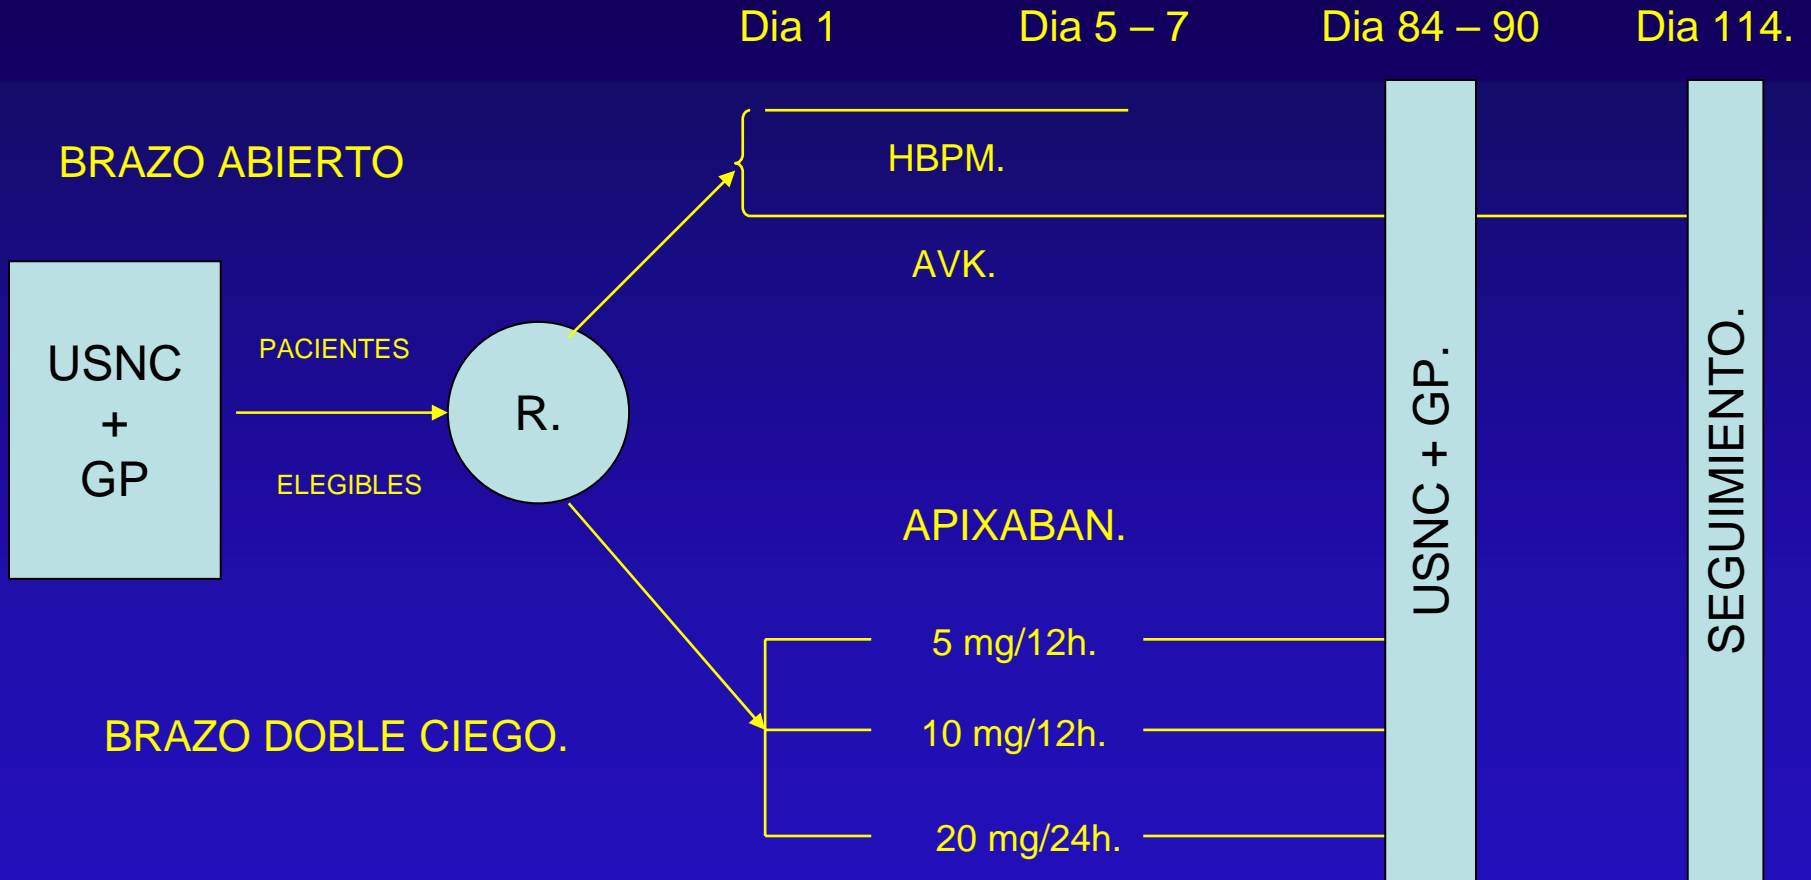 Dia 1
Dia 5 – 7
Dia 84 – 90
Dia 114.
BRAZO ABIERTO
HBPM.
AVK.
USNC
+
GP
PACIENTES
ELEGIBLES
R.
APIXABAN.
5 mg/12h.
10 mg/12h.
20 mg/24h.
BRAZO DOBLE CIEGO.
USNC + GP.
SEGUIMIENTO.